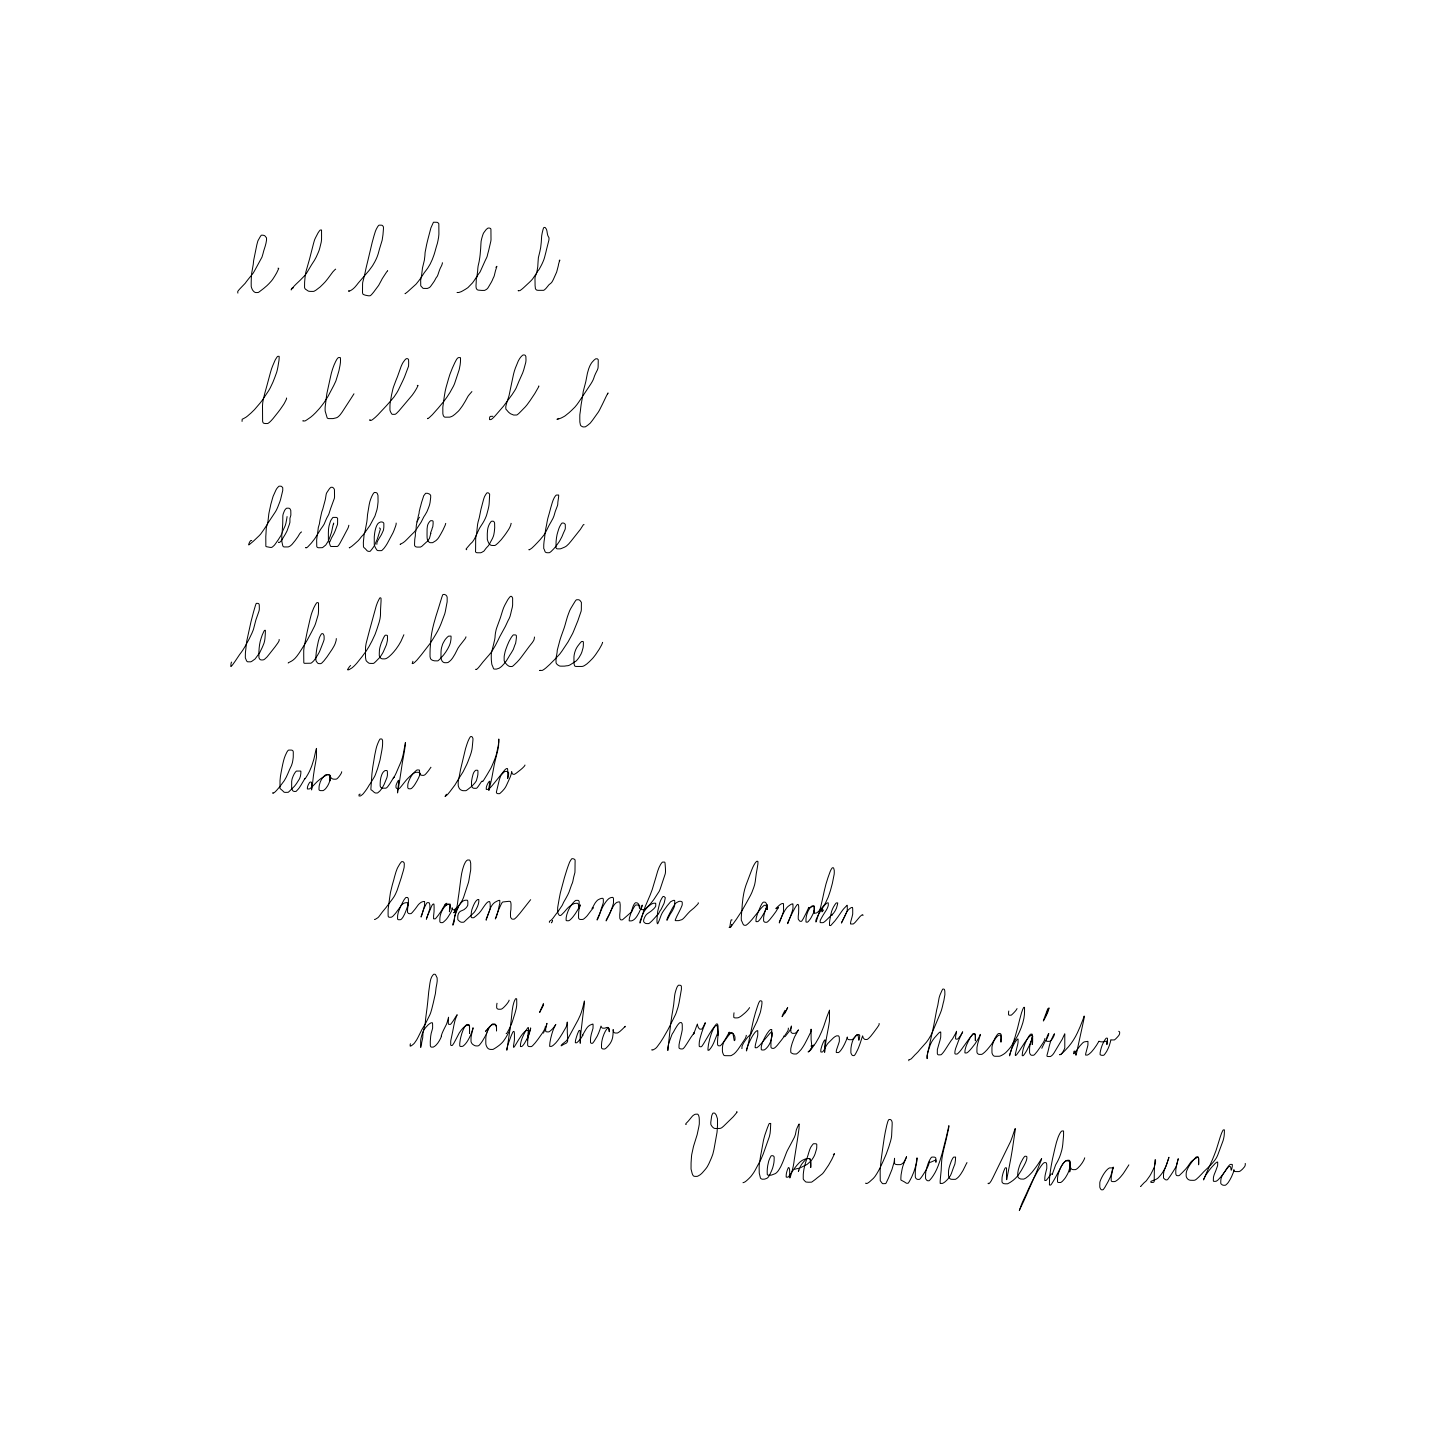 l l l l l l
l l l l l l
le le le le le le
le le le le le le
leto leto leto
lamokem lamoken lamoken
hračhárstvo hračhárstvo hračhárstvo
V lete bude teplo a sucho